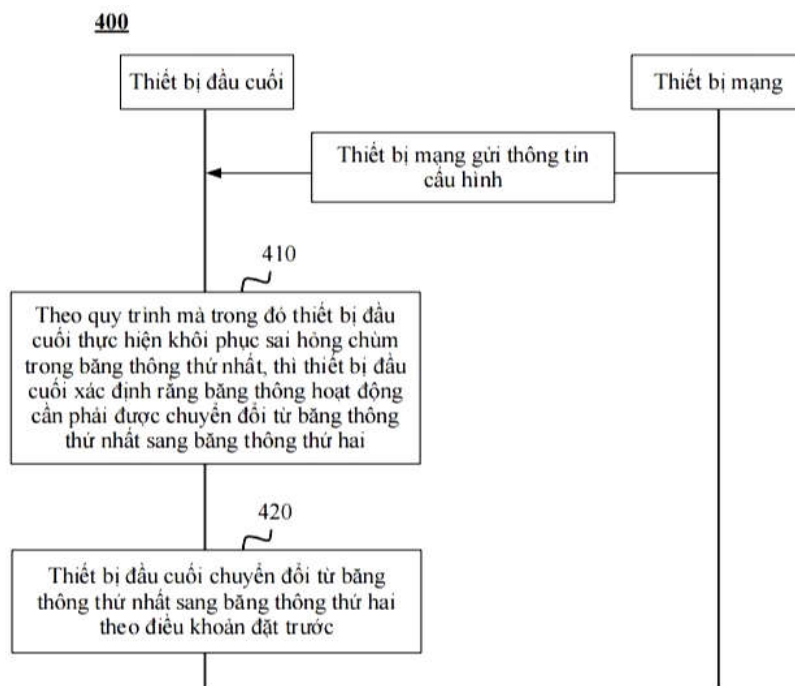 400
Thiết bị đầu cuối
Thiết bị mạng
Thiết bị mạng gửi thông tin
cấu hình
410
Theo quy trình mà trong đó thiết bị đầu
cuối thực hiện khôi phục sai hỏng chùm
trong băng thông thứ nhất, thì thiết bị đầu
cuối xác định rằng băng thông hoạt động
cần phải được chuyển đổi từ băng thông
thứ nhất sang băng thông thứ hai
420
Thiết bị đầu cuối chuyển đổi từ băng
thông thứ nhất sang băng thông thứ hai
theo điều khoản đặt trước